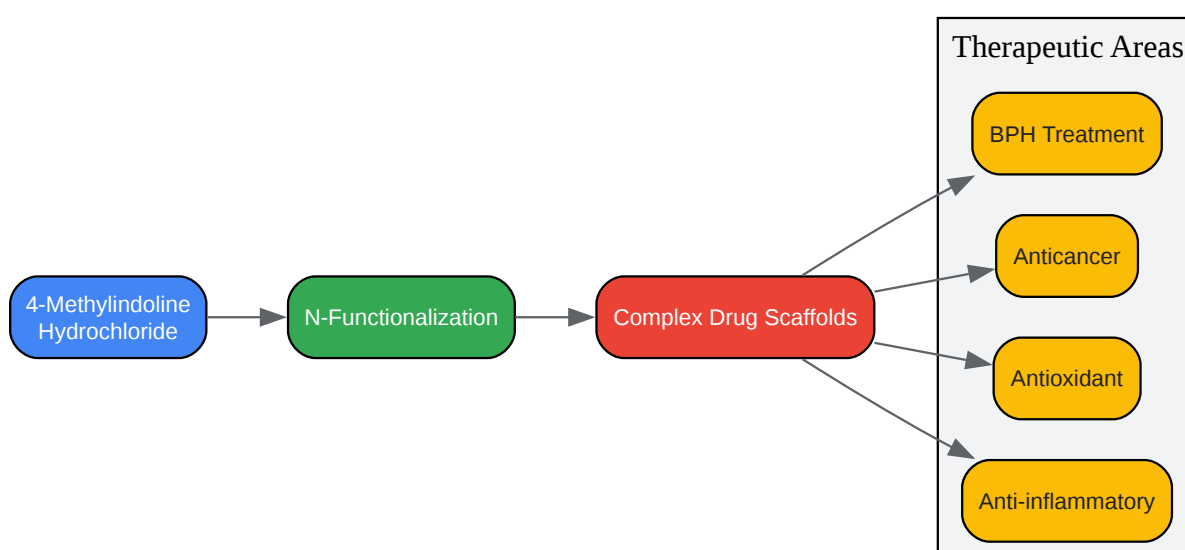 4-Methylindoline
Hydrochloride
N-Functionalization
Complex Drug Scaffolds
Therapeutic Areas
BPH Treatment
Anticancer
Antioxidant
Anti-inflammatory